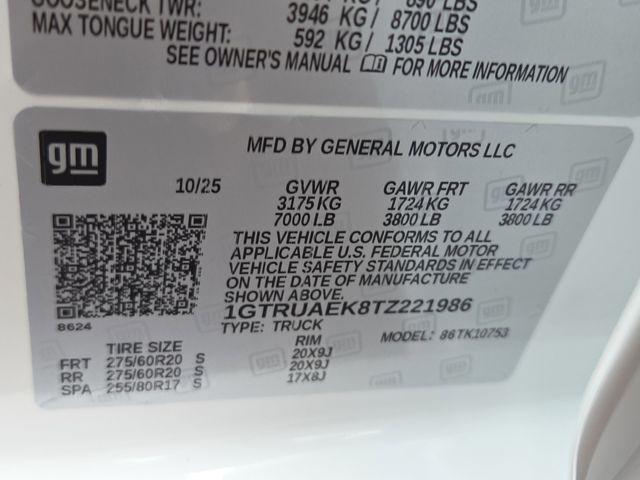 GOOSENECK TWR:
3946 KG / 8700 LBS
MAX TONGUE WEIGHT: 592 KG / 1305 LBS
SEE OWNER'S MANUAL FOR MORE INFORMATION
gm
MFD BY GENERAL MOTORS LLC
10/25 GVWR GAWR FRT GAWR RR
3175 KG 1724 KG 1724 KG
7000 LB 3800 LB 3800 LB
THIS VEHICLE CONFORMS TO ALL
APPLICABLE U.S. FEDERAL MOTOR
VEHICLE SAFETY STANDARDS IN EFFECT
ON THE DATE OF MANUFACTURE
SHOWN ABOVE.
1GTRUAEK8TZ221986
8624
TYPE: TRUCK MODEL: 86TK10753
TIRE SIZE RIM
FRT 275/60R20 S 20X9J
RR 275/60R20 S 20X9J
SPA 255/80R17 S 17X8J